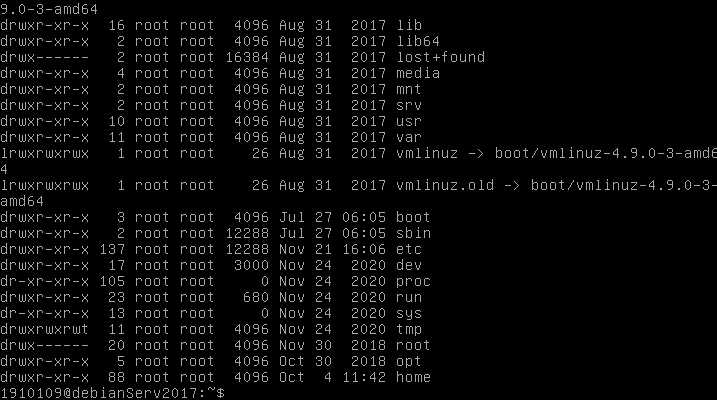 9.0-3-amd64
drwxr-xr-x  16 root root  4096 Aug 31  2017 lib
drwxr-xr-x   2 root root  4096 Aug 31  2017 lib64
drwx------   2 root root 16384 Aug 31  2017 lost+found
drwxr-xr-x   4 root root  4096 Aug 31  2017 media
drwxr-xr-x   2 root root  4096 Aug 31  2017 mnt
drwxr-xr-x   2 root root  4096 Aug 31  2017 srv
drwxr-xr-x  10 root root  4096 Aug 31  2017 usr
drwxr-xr-x  11 root root  4096 Aug 31  2017 var
lrwxrwxrwx   1 root root    26 Aug 31  2017 vmlinuz -> boot/vmlinuz-4.9.0-3-amd6
4
lrwxrwxrwx   1 root root    26 Aug 31  2017 vmlinuz.old -> boot/vmlinuz-4.9.0-3-
amd64
drwxr-xr-x   3 root root  4096 Jul 27 06:05 boot
drwxr-xr-x   2 root root 12288 Jul 27 06:05 sbin
drwxr-xr-x 137 root root 12288 Nov 21 16:06 etc
drwxr-xr-x  17 root root  3000 Nov 24  2020 dev
dr-xr-xr-x 105 root root     0 Nov 24  2020 proc
drwxr-xr-x  23 root root   680 Nov 24  2020 run
dr-xr-xr-x  13 root root     0 Nov 24  2020 sys
drwxrwxrwt  11 root root  4096 Nov 24  2020 tmp
drwx------  20 root root  4096 Nov 30  2018 root
drwxr-xr-x   5 root root  4096 Oct 30  2018 opt
drwxr-xr-x  88 root root  4096 Oct  4 11:42 home
1910109@debianServ2017:~$